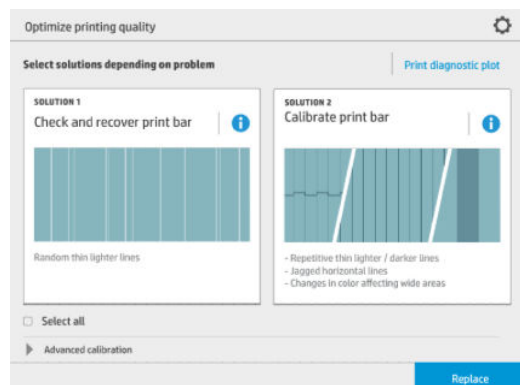 Optimize printing quality
Select solutions depending on problem
Print diagnostic plot
SOLUTION 1
Check and recover print bar
Random thin lighter lines
SOLUTION 2
Calibrate print bar
- Repetitive thin lighter / darker lines
- Jagged horizontal lines
- Changes in color affecting wide areas
Select all
Advanced calibration
Replace